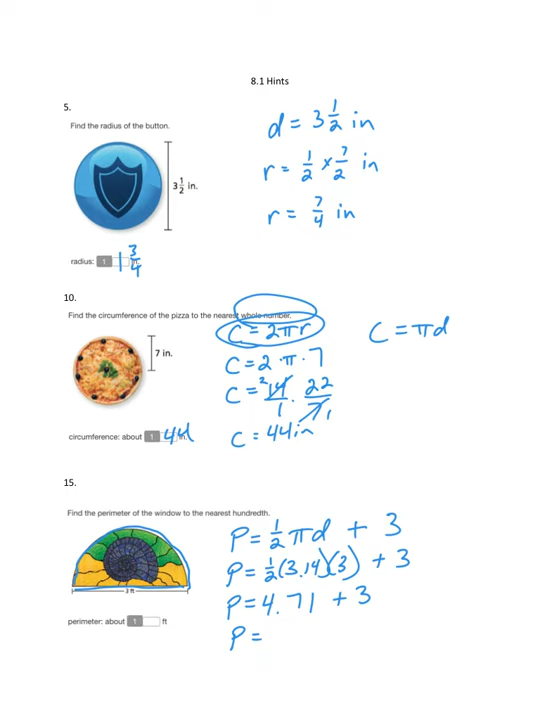 8.1 Hints
5.
Find the radius of the button.
3 1/2 in.
d = 3 1/2 in
r = 1/2 × 7/2 in
r = 7/4 in
radius: 1 1 3/4 in.
10.
Find the circumference of the pizza to the nearest whole number.
7 in.
C = 2πr
C = πd
C = 2 · π · 7
C = 2 14/1 · 22/7 1
C = 44 in
circumference: about 1 44 in.
15.
Find the perimeter of the window to the nearest hundredth.
3 ft
P = 1/2 πd + 3
P = 1/2 (3.14)(3) + 3
P = 4.71 + 3
P =
perimeter: about 1 ft